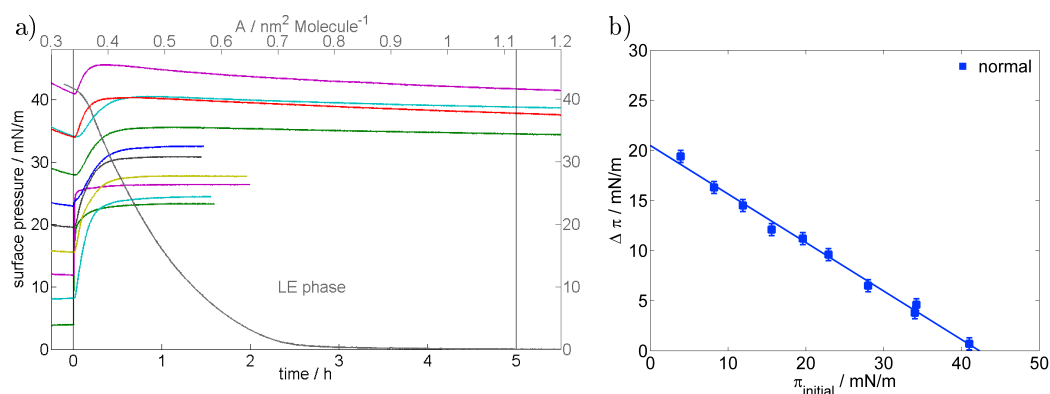 a)
A / nm² Molecule⁻¹
0.3 0.4 0.5 0.6 0.7 0.8 0.9 1 1.1 1.2
surface pressure / mN/m
40 40
30 30
20 20
LE phase
10 10
0 0
0 1 2 3 4 5
time / h
b)
30
normal
25
20
Δ π / mN/m
15
10
5
0
0 10 20 30 40 50
π_initial / mN/m